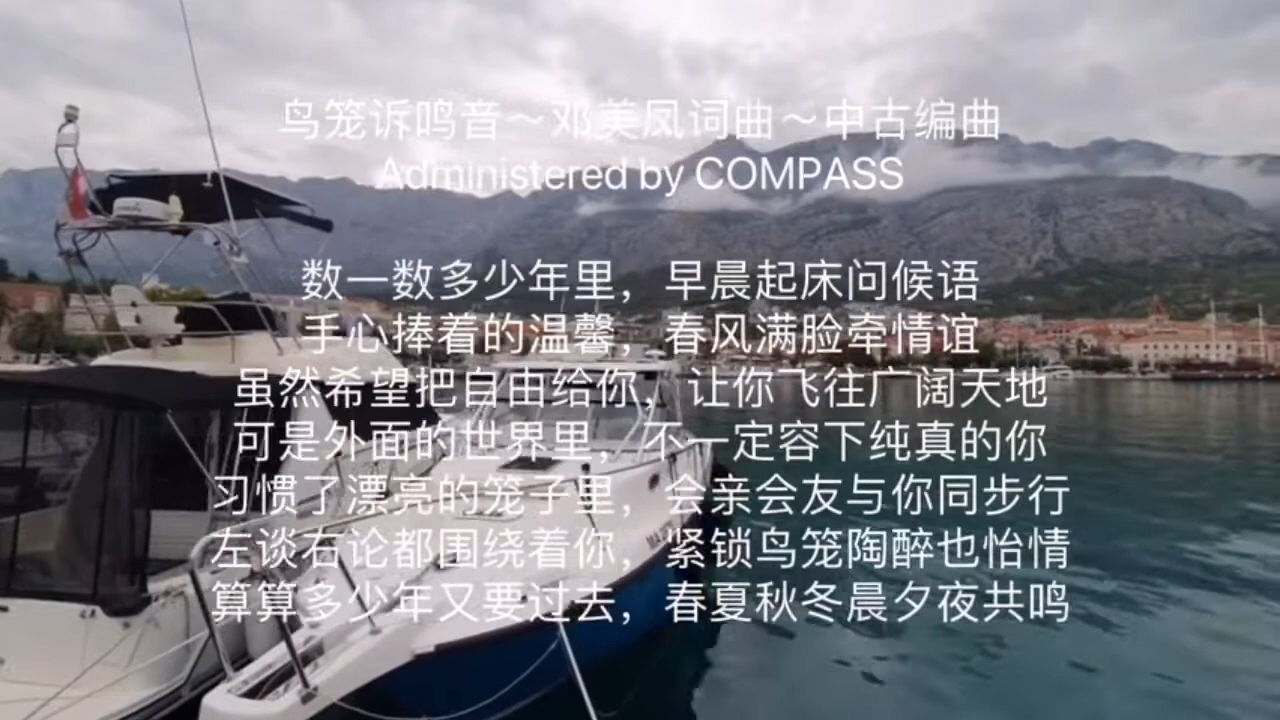 鸟笼诉鸣音～邓美凤词曲～中古编曲
Administered by COMPASS
数一数多少年里，早晨起床问候语
手心捧着的温馨，春风满脸牵情谊
虽然希望把自由给你，让你飞往广阔天地
可是外面的世界里，不一定容下纯真的你
习惯了漂亮的笼子里，会亲会友与你同步行
左谈右论都围绕着你，紧锁鸟笼陶醉也怡情
算算多少年又要过去，春夏秋冬晨夕夜共鸣